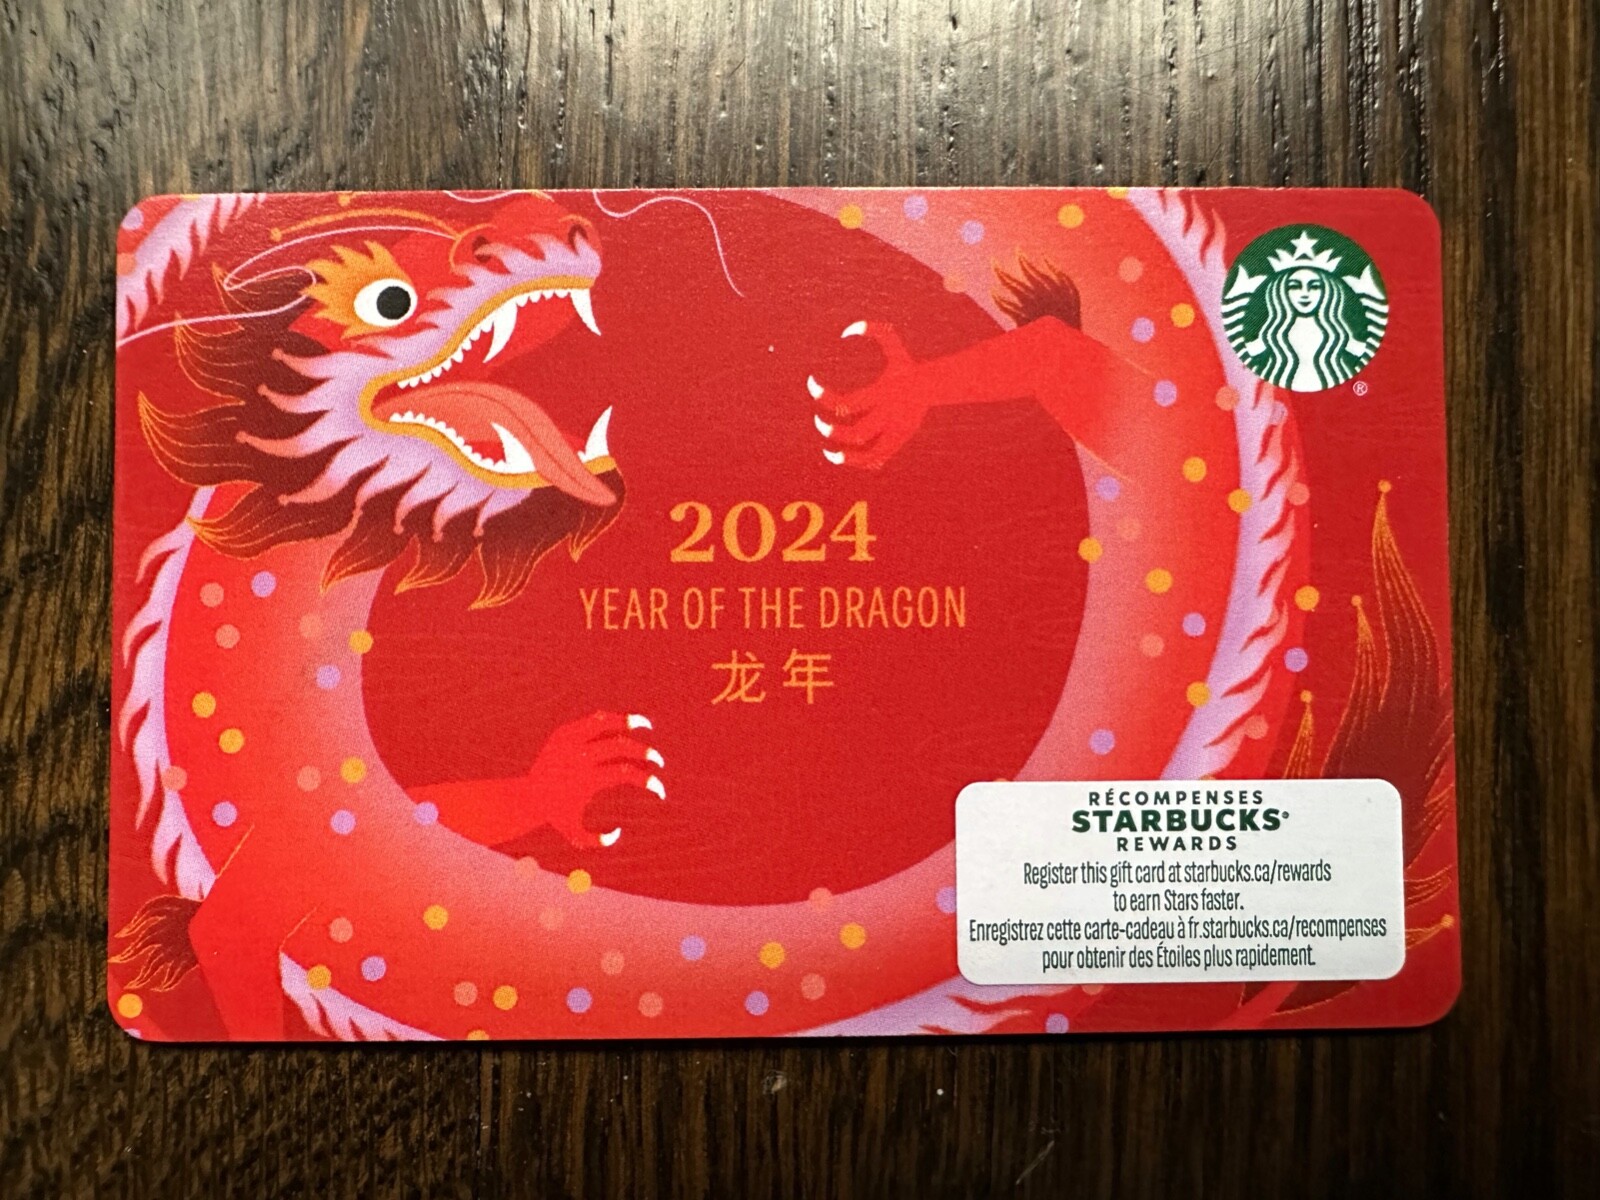 ®
2024
YEAR OF THE DRAGON
龙年
RÉCOMPENSES
STARBUCKS®
REWARDS
Register this gift card at starbucks.ca/rewards
to earn Stars faster.
Enregistrez cette carte-cadeau à fr.starbucks.ca/recompenses
pour obtenir des Étoiles plus rapidement.